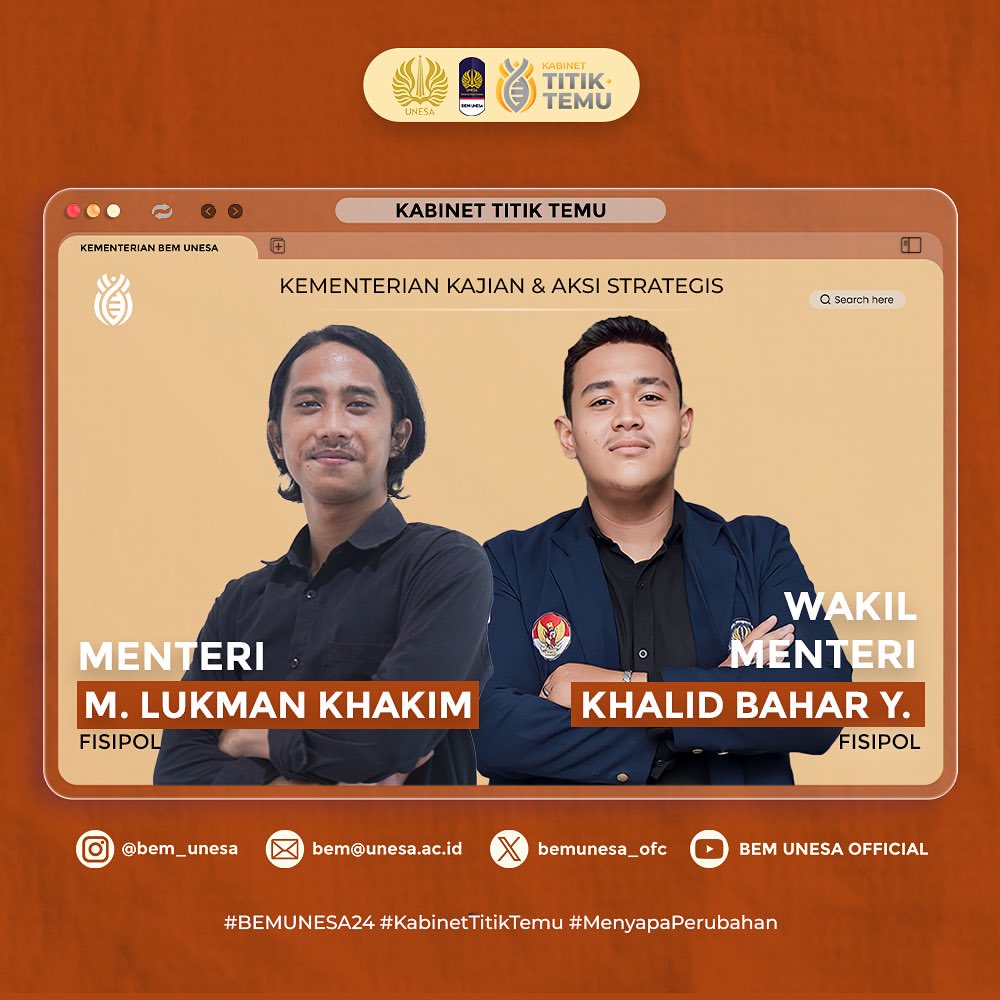 UNESA
BEM UNESA
KABINET
TITIK
TEMU
KABINET TITIK TEMU
KEMENTERIAN BEM UNESA
KEMENTERIAN KAJIAN & AKSI STRATEGIS
Search here
MENTERI
M. LUKMAN KHAKIM
FISIPOL
WAKIL
MENTERI
KHALID BAHAR Y.
FISIPOL
@bem_unesa
bem@unesa.ac.id
bemunesa_ofc
BEM UNESA OFFICIAL
#BEMUNESA24 #KabinetTitikTemu #MenyapaPerubahan